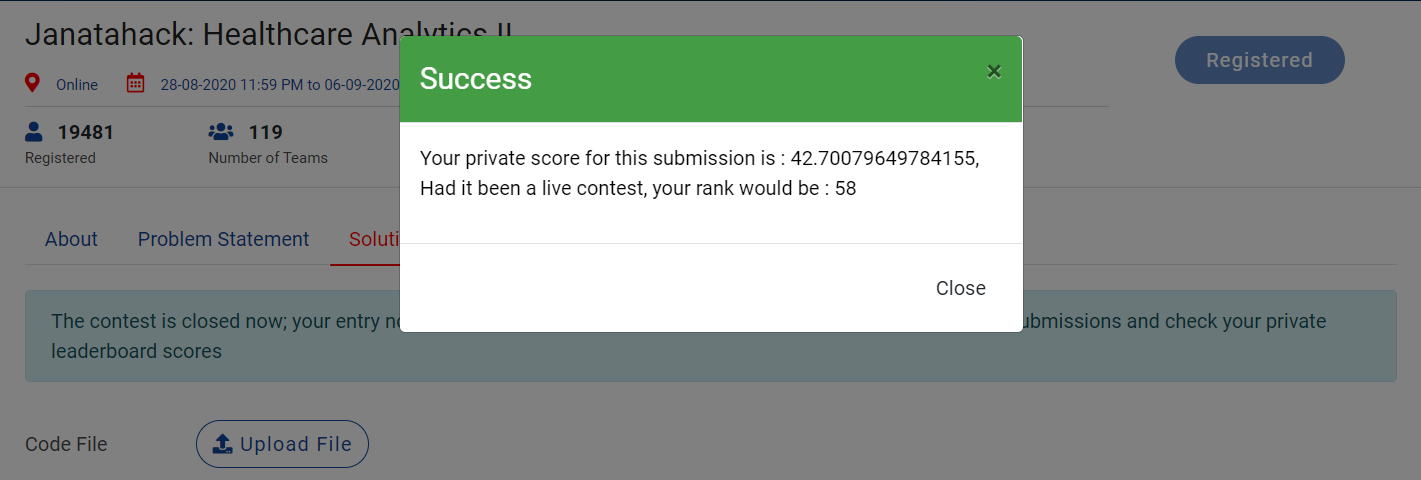 Janatahack: Healthcare Analytics II
Registered
Online
28-08-2020 11:59 PM to 06-09-2020
19481
Registered
119
Number of Teams
Success
×
Your private score for this submission is : 42.70079649784155,
Had it been a live contest, your rank would be : 58
Close
About
Problem Statement
Soluti
The contest is closed now; your entry
ubmissions and check your private
leaderboard scores
Code File
Upload File